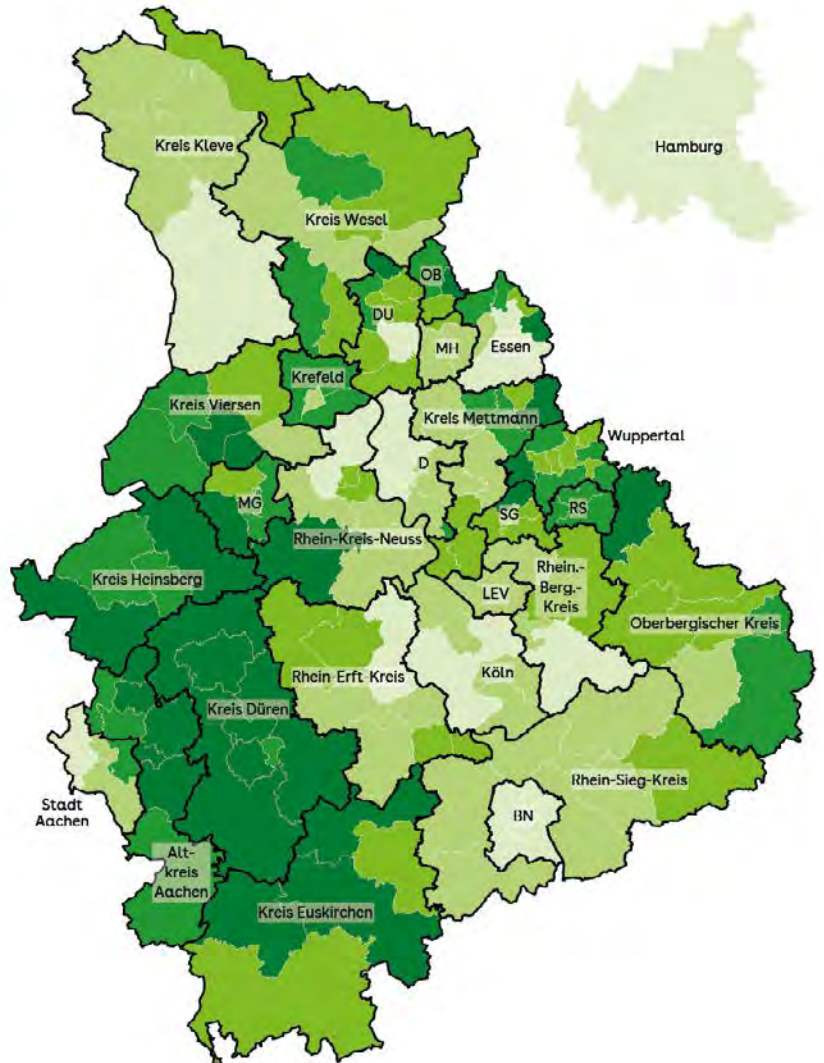 Hamburg
Kreis Kleve
Kreis Wesel
OB
DU
MH
Essen
Krefeld
Kreis Viersen
Kreis Mettmann
Wuppertal
D
MG
SG
RS
Rhein-Kreis-Neuss
Kreis Heinsberg
LEV
Rhein.-
Berg.-
Kreis
Oberbergischer Kreis
Rhein-Erft-Kreis
Köln
Kreis Düren
Rhein-Sieg-Kreis
Stadt
Aachen
BN
Alt-
kreis
Aachen
Kreis Euskirchen